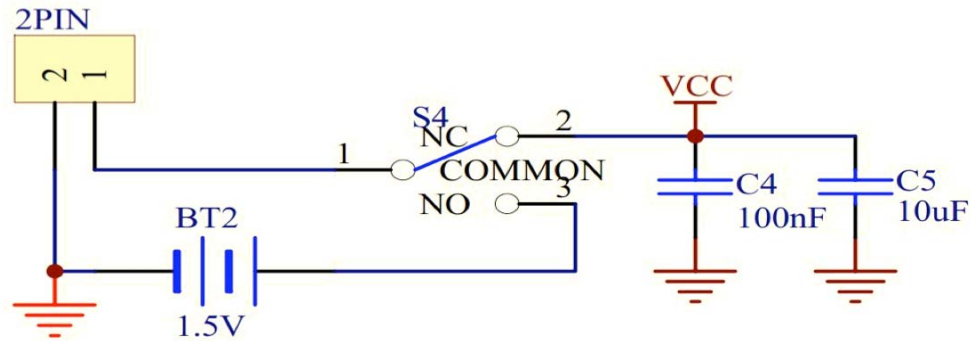 2PIN
2 1
VCC
S4
NC
2
1
COMMON
3
NO
C4
100nF
C5
10uF
BT2
1.5V